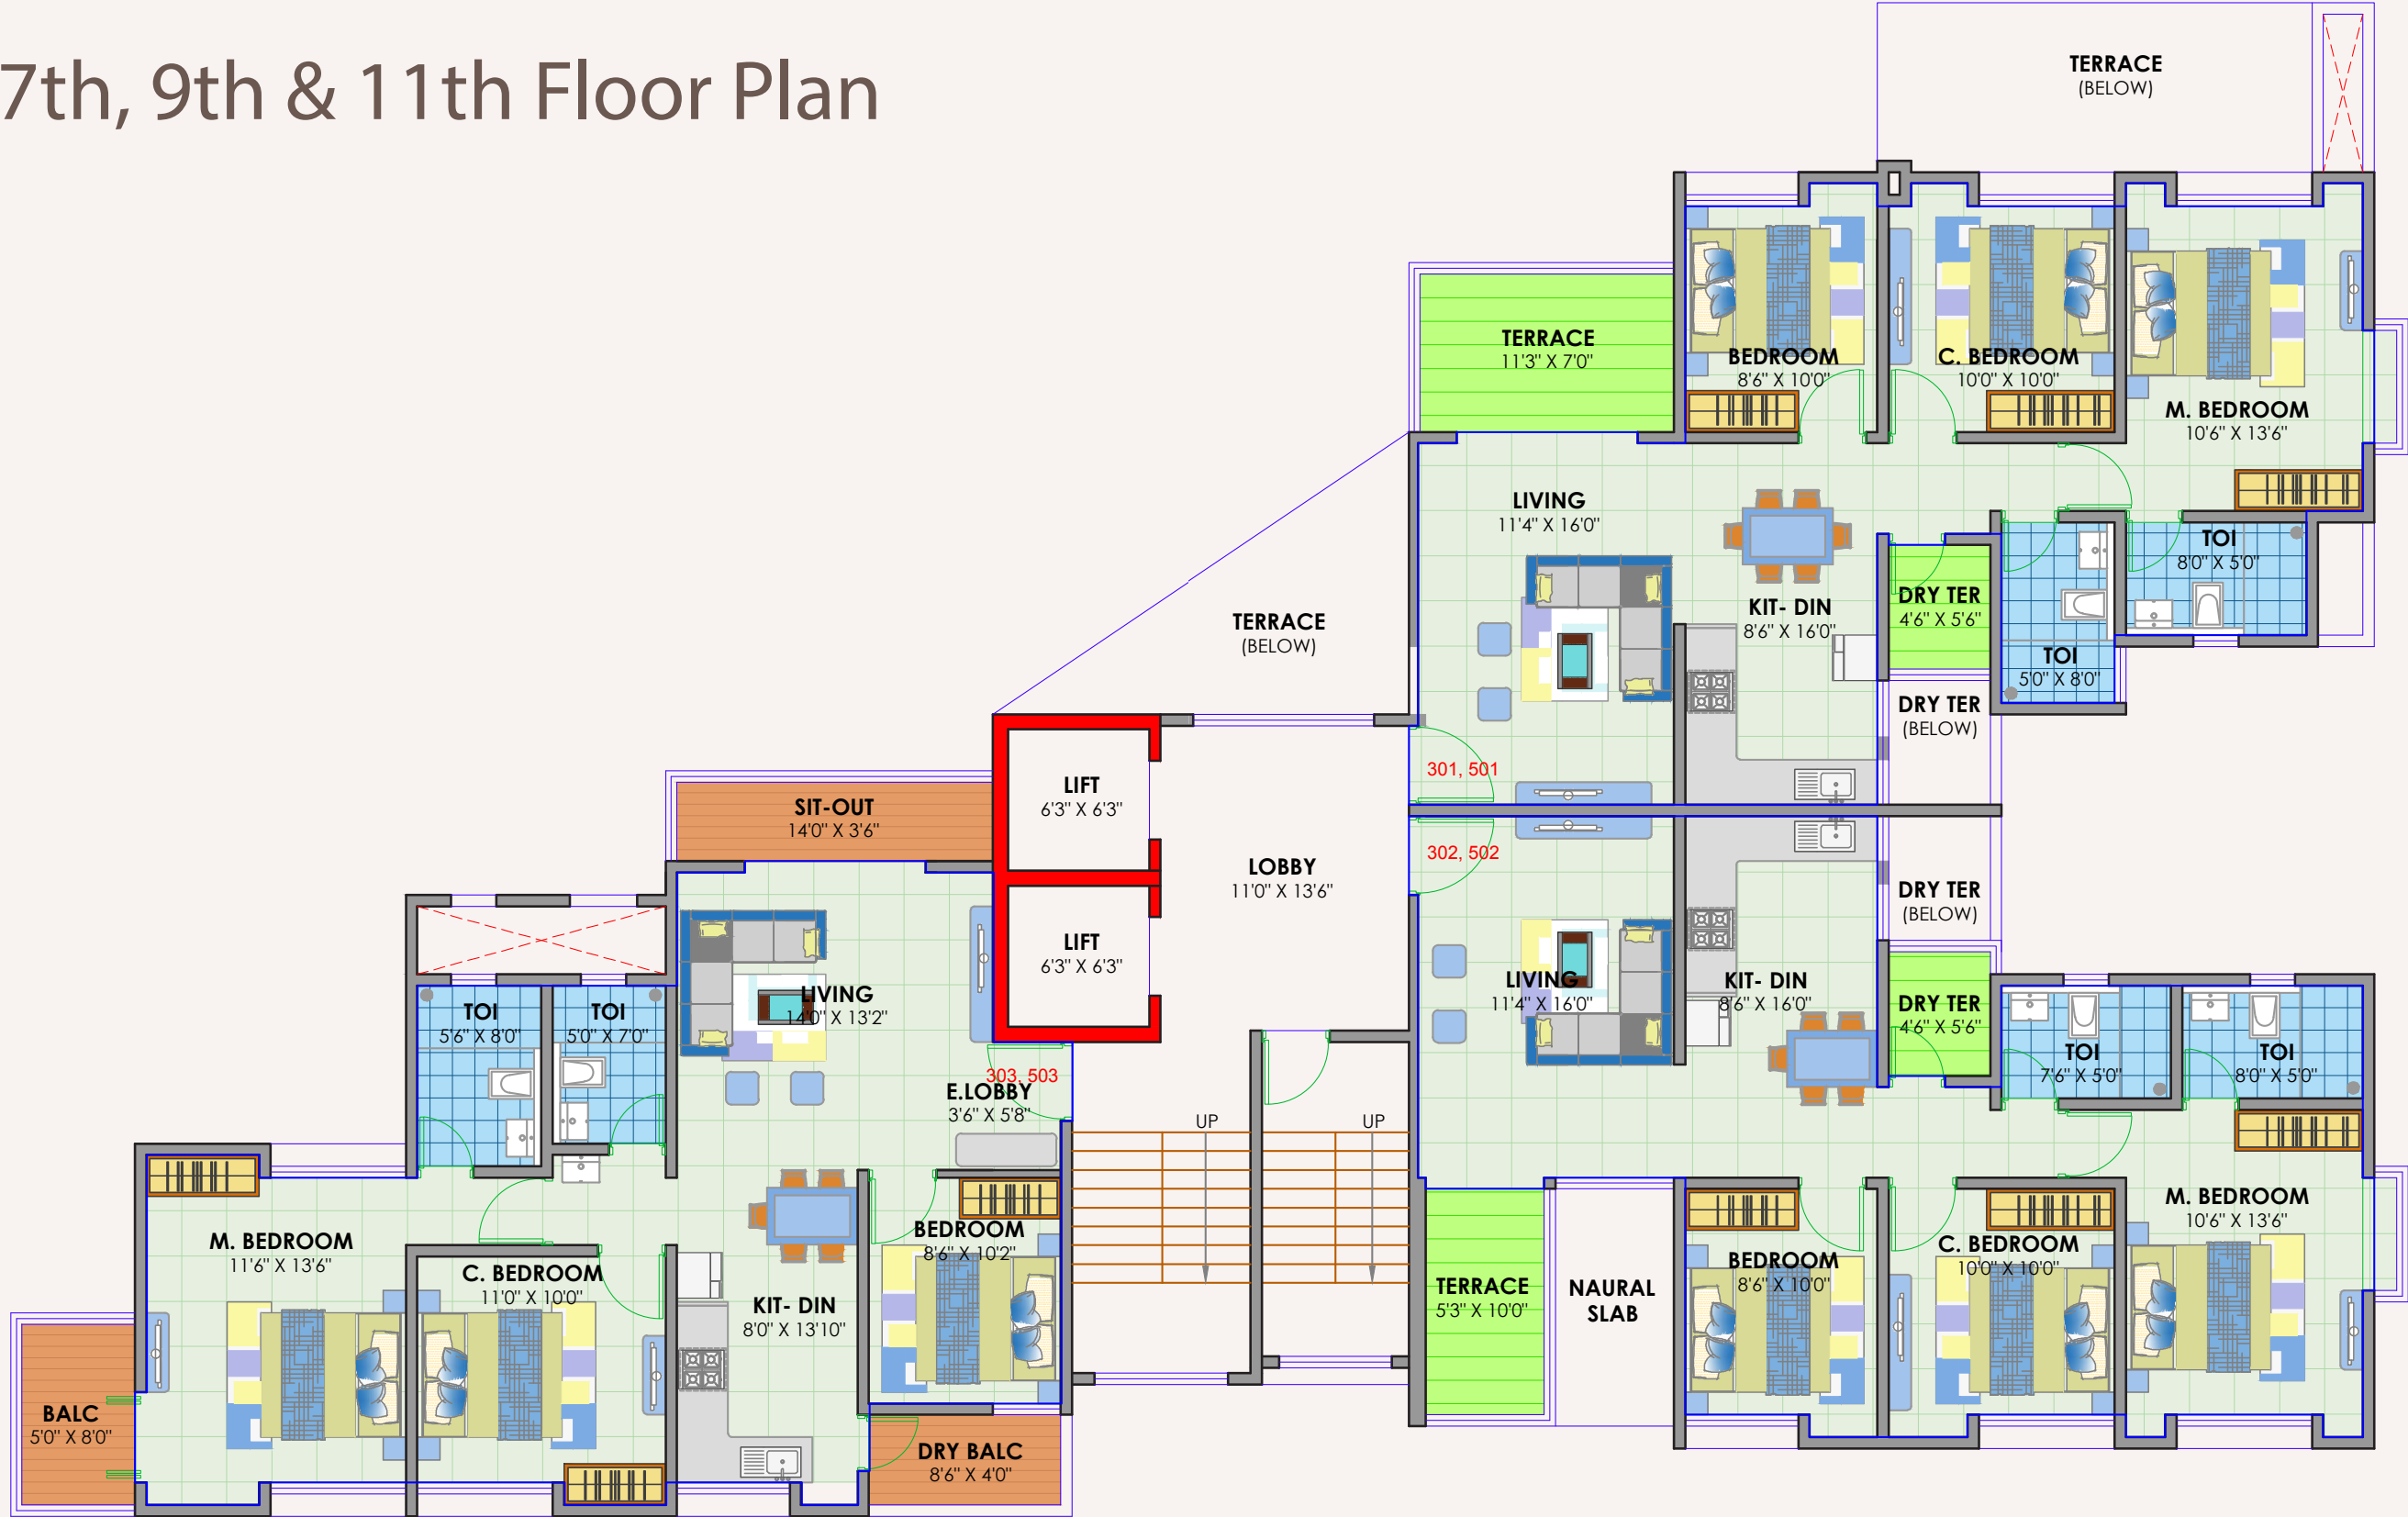 7th, 9th & 11th Floor Plan
TERRACE
(BELOW)
TERRACE
11'3" X 7'0"
BEDROOM
8'6" X 10'0"
C. BEDROOM
10'0" X 10'0"
M. BEDROOM
10'6" X 13'6"
LIVING
11'4" X 16'0"
KIT- DIN
8'6" X 16'0"
DRY TER
4'6" X 5'6"
TOI
8'0" X 5'0"
TOI
5'0" X 8'0"
TERRACE
(BELOW)
DRY TER
(BELOW)
301, 501
LIFT
6'3" X 6'3"
SIT-OUT
14'0" X 3'6"
LOBBY
11'0" X 13'6"
302, 502
DRY TER
(BELOW)
LIFT
6'3" X 6'3"
LIVING
11'4" X 16'0"
KIT- DIN
8'6" X 16'0"
DRY TER
4'6" X 5'6"
TOI
7'6" X 5'0"
TOI
8'0" X 5'0"
TOI
5'6" X 8'0"
TOI
5'0" X 7'0"
LIVING
14'0" X 13'2"
303, 503
E.LOBBY
3'6" X 5'8"
UP
UP
M. BEDROOM
11'6" X 13'6"
C. BEDROOM
11'0" X 10'0"
KIT- DIN
8'0" X 13'10"
BEDROOM
8'6" X 10'2"
TERRACE
5'3" X 10'0"
NAURAL
SLAB
BEDROOM
8'6" X 10'0"
C. BEDROOM
10'0" X 10'0"
M. BEDROOM
10'6" X 13'6"
BALC
5'0" X 8'0"
DRY BALC
8'6" X 4'0"